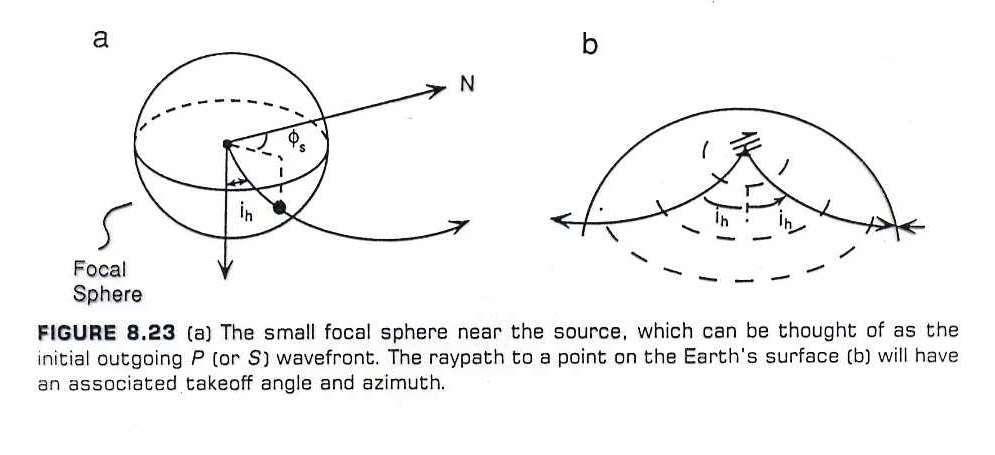 a
b
N
ϕs
ih
ih
ih
Focal
Sphere
FIGURE 8.23 (a) The small focal sphere near the source, which can be thought of as the
initial outgoing P (or S) wavefront. The raypath to a point on the Earth's surface (b) will have
an associated takeoff angle and azimuth.